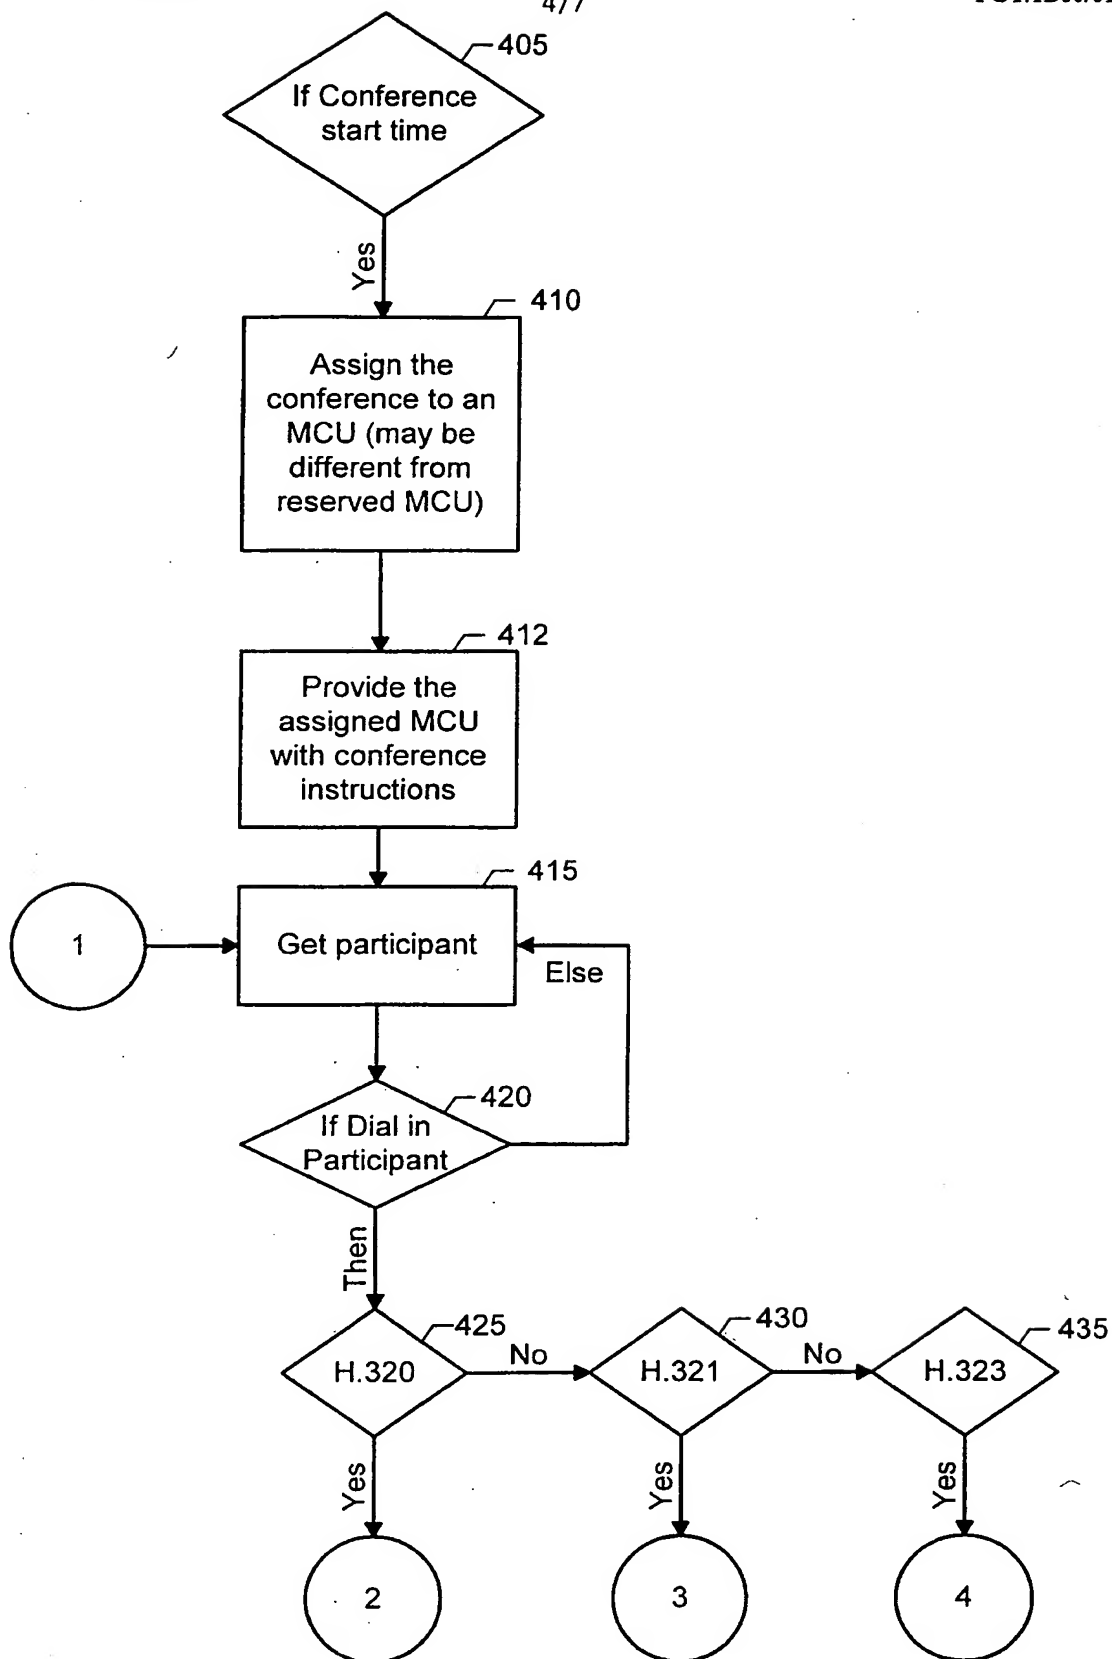 4/7
405
If Conference
start time
Yes
410
Assign the
conference to an
MCU (may be
different from
reserved MCU)
412
Provide the
assigned MCU
with conference
instructions
415
1
Get participant
Else
420
If Dial in
Participant
Then
425
430
435
H.320
No
H.321
No
H.323
Yes
Yes
Yes
2
3
4